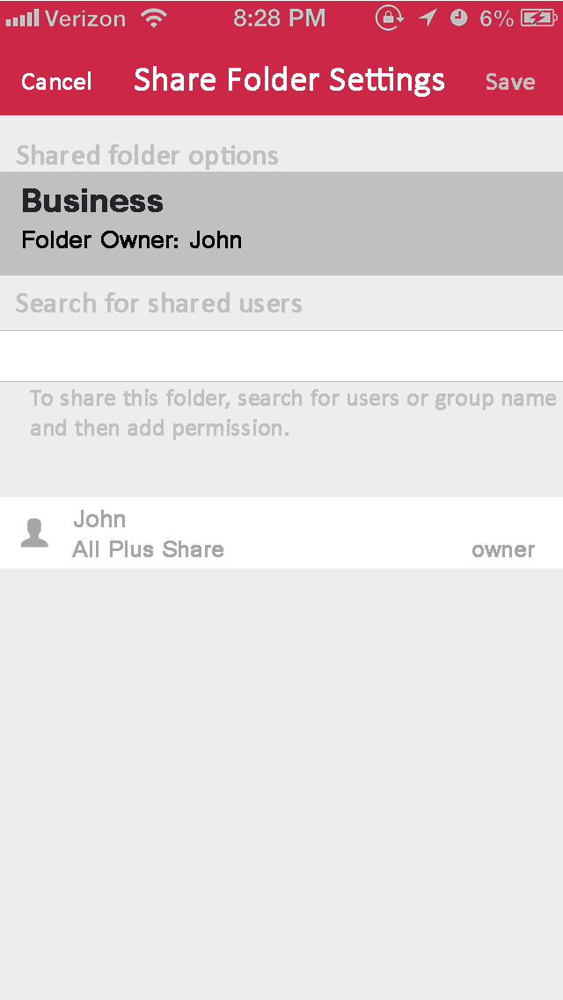 Verizon 8:28 PM 6%
Cancel Share Folder Settings Save
Shared folder options
Business
Folder Owner: John
Search for shared users
To share this folder, search for users or group name
and then add permission.
John
All Plus Share owner